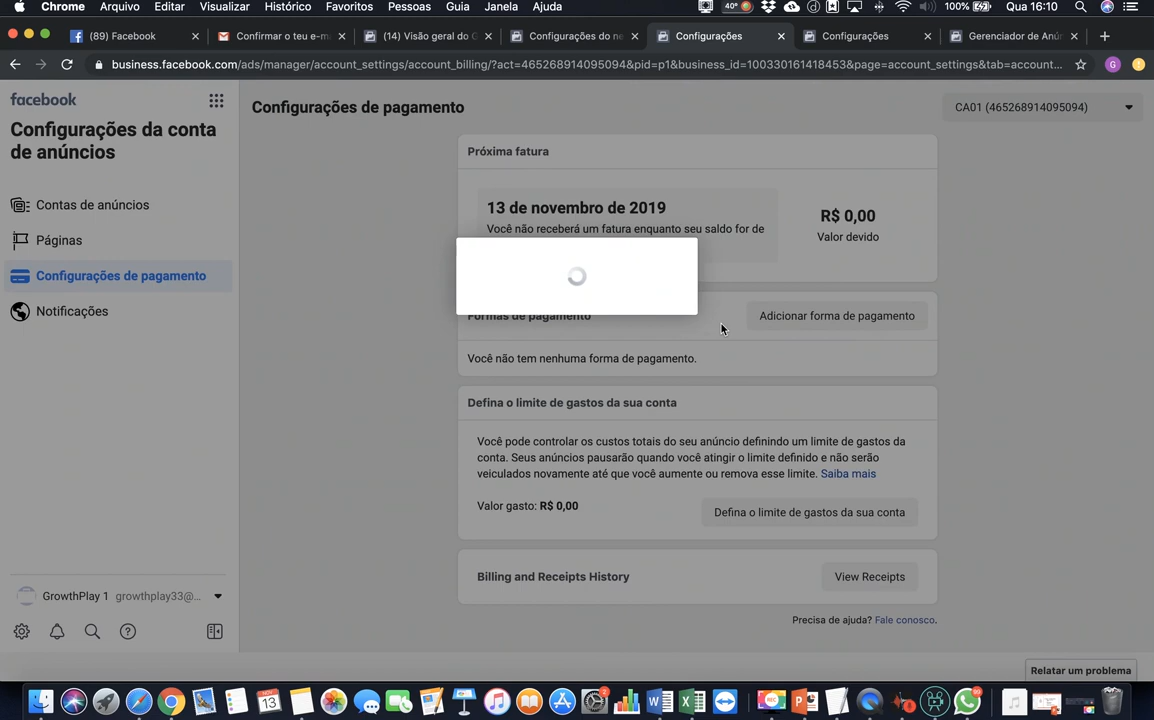 Chrome Arquivo Editar Visualizar Histórico Favoritos Pessoas Guia Janela Ajuda 40° 100% Qua 16:10
(89) Facebook
Confirmar o teu e-m
(14) Visão geral do G
Configurações do ne
Configurações
Configurações
Gerenciador de Anún
business.facebook.com/ads/manager/account_settings/account_billing/?act=465268914095094&pid=p1&business_id=100330161418453&page=account_settings&tab=account...
G
facebook
Configurações da conta
de anúncios
Contas de anúncios
Páginas
Configurações de pagamento
Notificações
GrowthPlay 1 growthplay33@...
Configurações de pagamento
CA01 (465268914095094)
Próxima fatura
13 de novembro de 2019
Você não receberá um fatura enquanto seu saldo for de
R$ 0,00
Valor devido
Formas de pagamento
Adicionar forma de pagamento
Você não tem nenhuma forma de pagamento.
Defina o limite de gastos da sua conta
Você pode controlar os custos totais do seu anúncio definindo um limite de gastos da
conta. Seus anúncios pausarão quando você atingir o limite definido e não serão
veiculados novamente até que você aumente ou remova esse limite. Saiba mais
Valor gasto: R$ 0,00
Defina o limite de gastos da sua conta
Billing and Receipts History
View Receipts
Precisa de ajuda? Fale conosco.
Relatar um problema